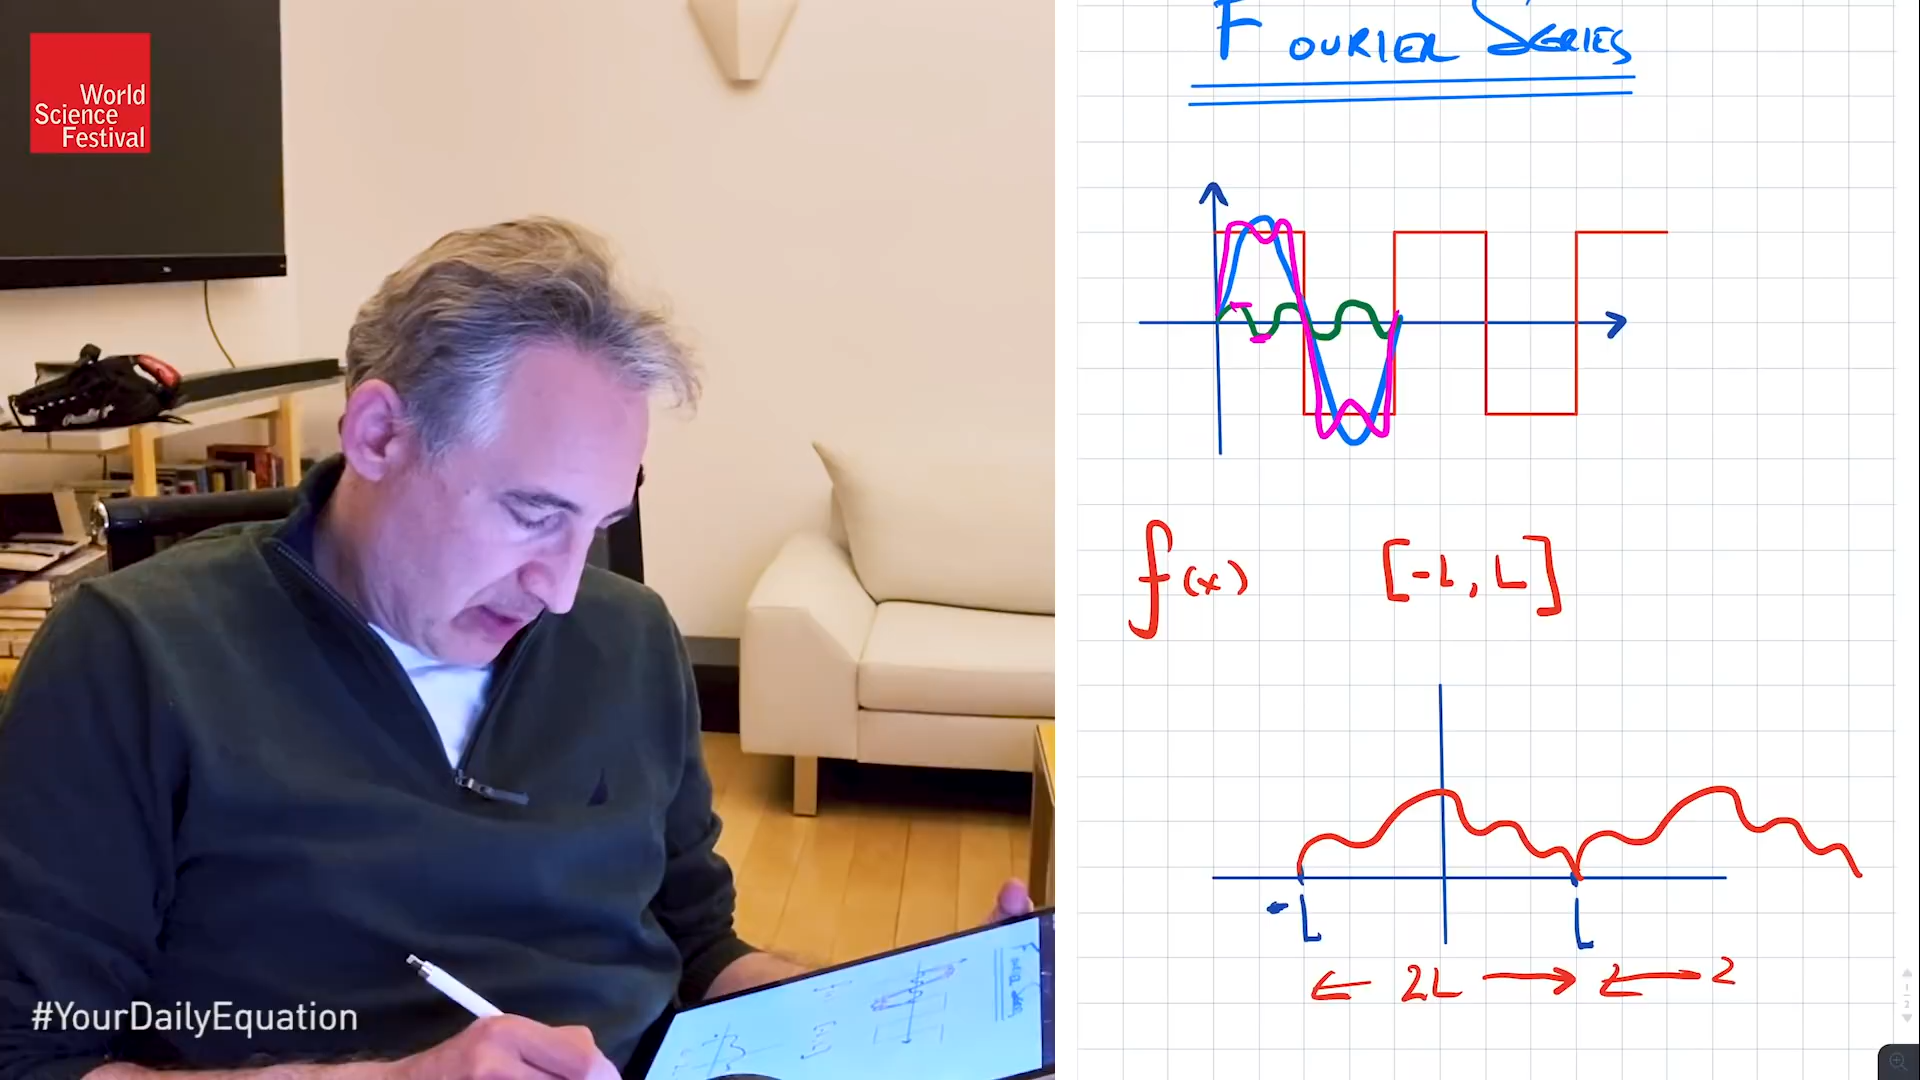 World
Science
Festival
FOURIER SERIES
f(x) [-L, L]
-L L
← 2L → ← 2
#YourDailyEquation